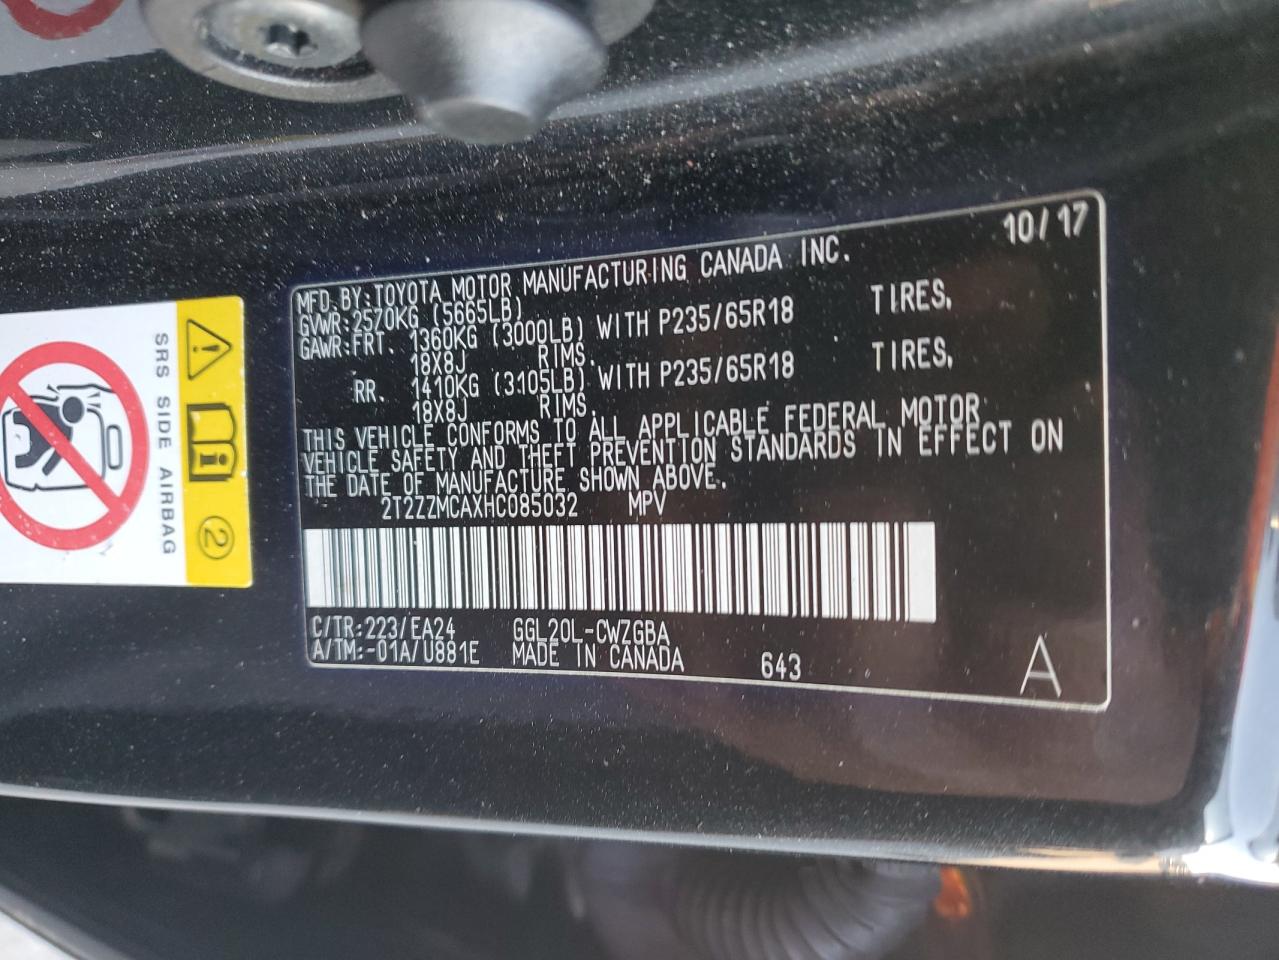 10/17
MFD. BY: TOYOTA MOTOR MANUFACTURING CANADA INC.
GVWR: 2570KG (5665LB)
GAWR: FRT. 1360KG (3000LB) WITH P235/65R18 TIRES,
18X8J RIMS.
RR. 1410KG (3105LB) WITH P235/65R18 TIRES,
18X8J RIMS.
THIS VEHICLE CONFORMS TO ALL APPLICABLE FEDERAL MOTOR
VEHICLE SAFETY AND THEFT PREVENTION STANDARDS IN EFFECT ON
THE DATE OF MANUFACTURE SHOWN ABOVE.
2T2ZZMCAXHC085032 MPV
C/TR: 223/EA24 GGL20L-CWZGBA
A/TM: -01A/U881E MADE IN CANADA 643
A
SRS SIDE AIRBAG
2